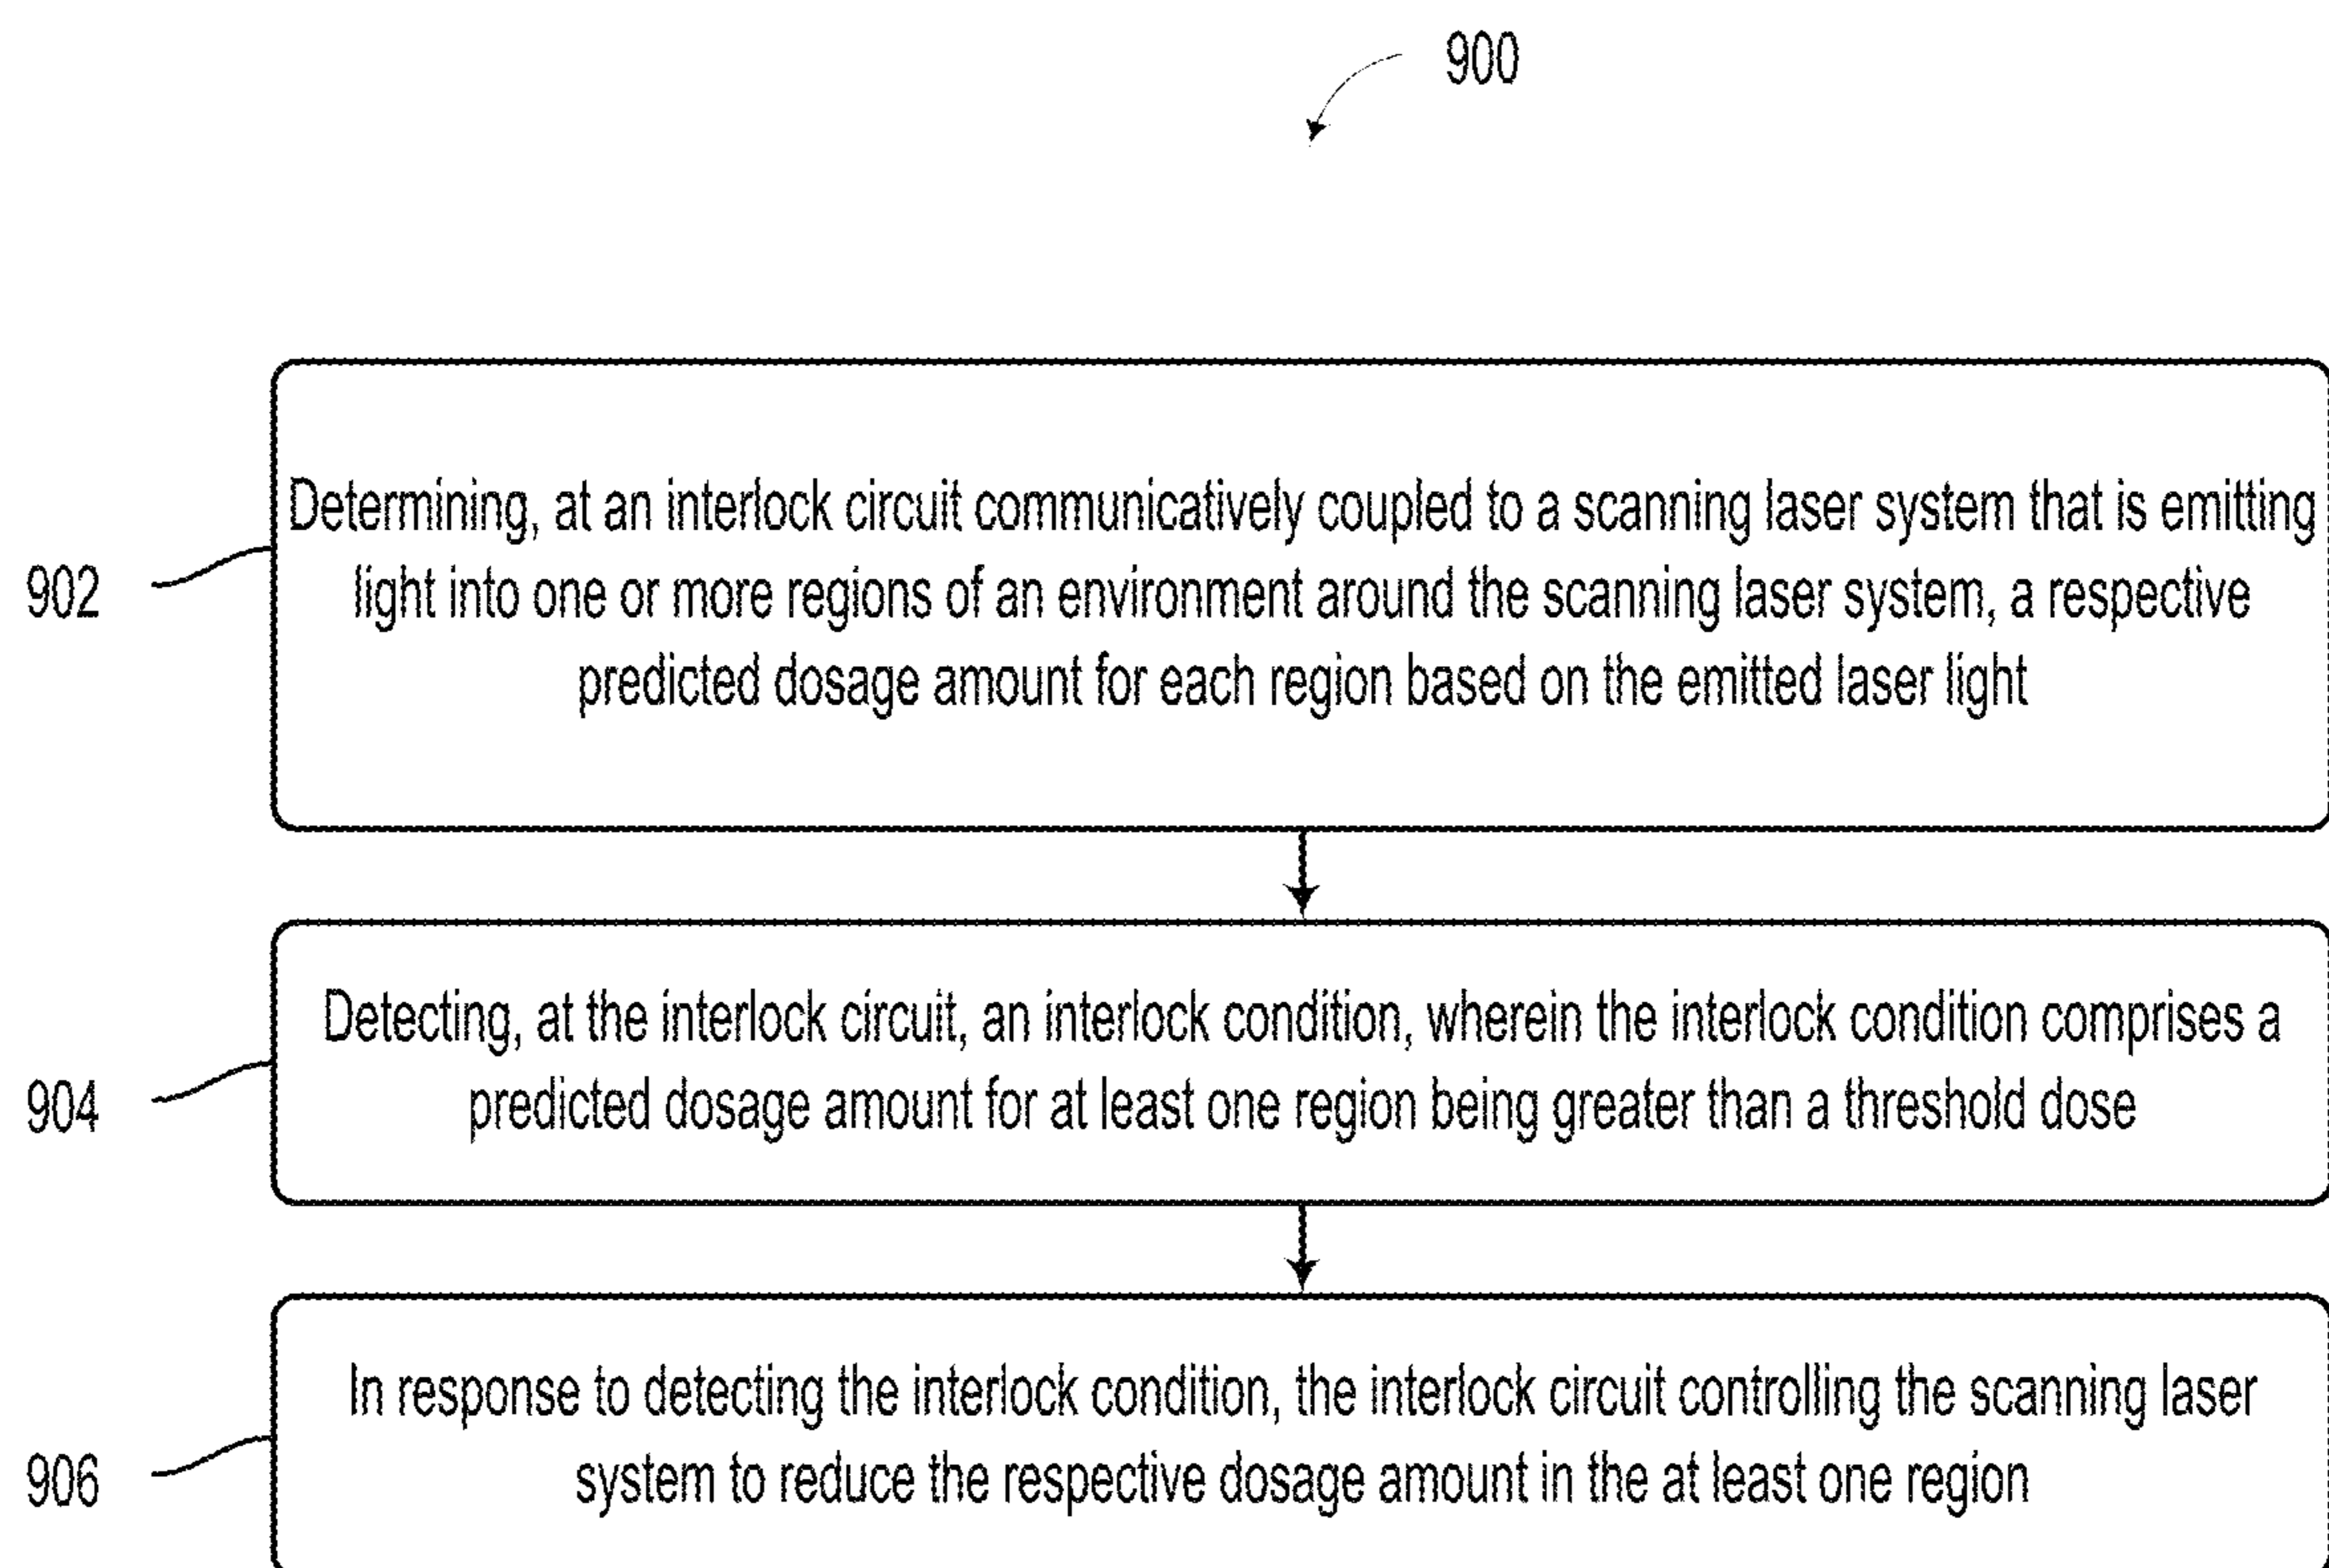 900
902
Determining, at an interlock circuit communicatively coupled to a scanning laser system that is emitting
light into one or more regions of an environment around the scanning laser system, a respective
predicted dosage amount for each region based on the emitted laser light
904
Detecting, at the interlock circuit, an interlock condition, wherein the interlock condition comprises a
predicted dosage amount for at least one region being greater than a threshold dose
906
In response to detecting the interlock condition, the interlock circuit controlling the scanning laser
system to reduce the respective dosage amount in the at least one region